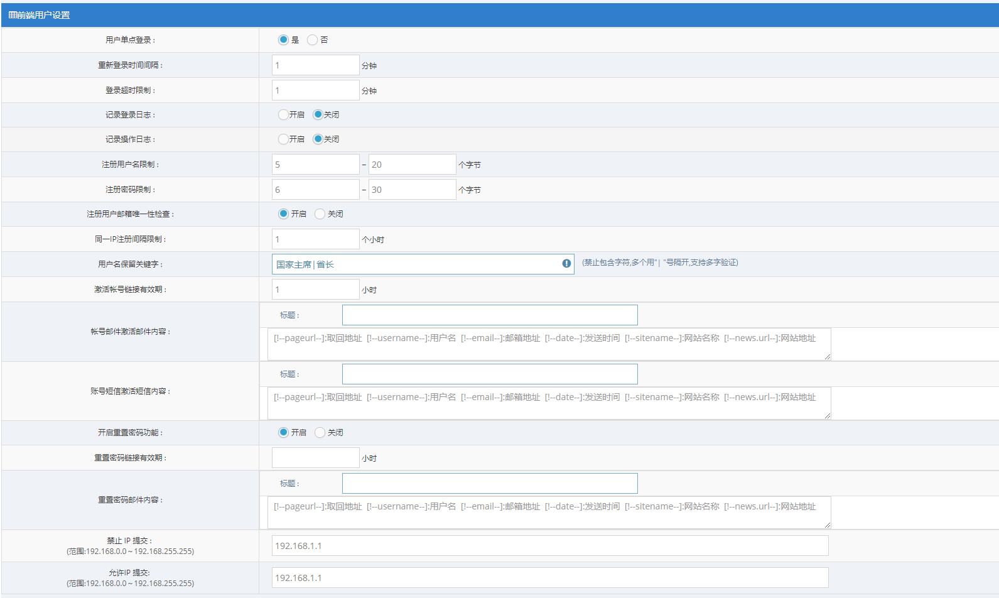 前端用户设置
用户单点登录 : 是 否
重新登录时间间隔 : 1 分钟
登录超时限制 : 1 分钟
记录登录日志 : 开启 关闭
记录操作日志 : 开启 关闭
注册用户名限制 : 5 – 20 个字节
注册密码限制 : 6 – 30 个字节
注册用户邮箱唯一性检查 : 开启 关闭
同一IP注册间隔限制 : 1 个小时
用户名保留关键字 : 国家主席|省长 (禁止包含字符,多个用"| "号隔开,支持多字验证)
激活帐号链接有效期 : 1 小时
标题 :
帐号邮件激活邮件内容 :
[!--pageurl--]:取回地址 [!--username--]:用户名 [!--email--]:邮箱地址 [!--date--]:发送时间 [!--sitename--]:网站名称 [!--news.url--]:网站地址
标题 :
账号短信激活短信内容 :
[!--pageurl--]:取回地址 [!--username--]:用户名 [!--email--]:邮箱地址 [!--date--]:发送时间 [!--sitename--]:网站名称 [!--news.url--]:网站地址
开启重置密码功能 : 开启 关闭
重置密码链接有效期 : 小时
标题 :
重置密码邮件内容 :
[!--pageurl--]:取回地址 [!--username--]:用户名 [!--email--]:邮箱地址 [!--date--]:发送时间 [!--sitename--]:网站名称 [!--news.url--]:网站地址
禁止 IP 提交 :
(范围:192.168.0.0～192.168.255.255)
192.168.1.1
允许IP 提交:
(范围:192.168.0.0～192.168.255.255)
192.168.1.1